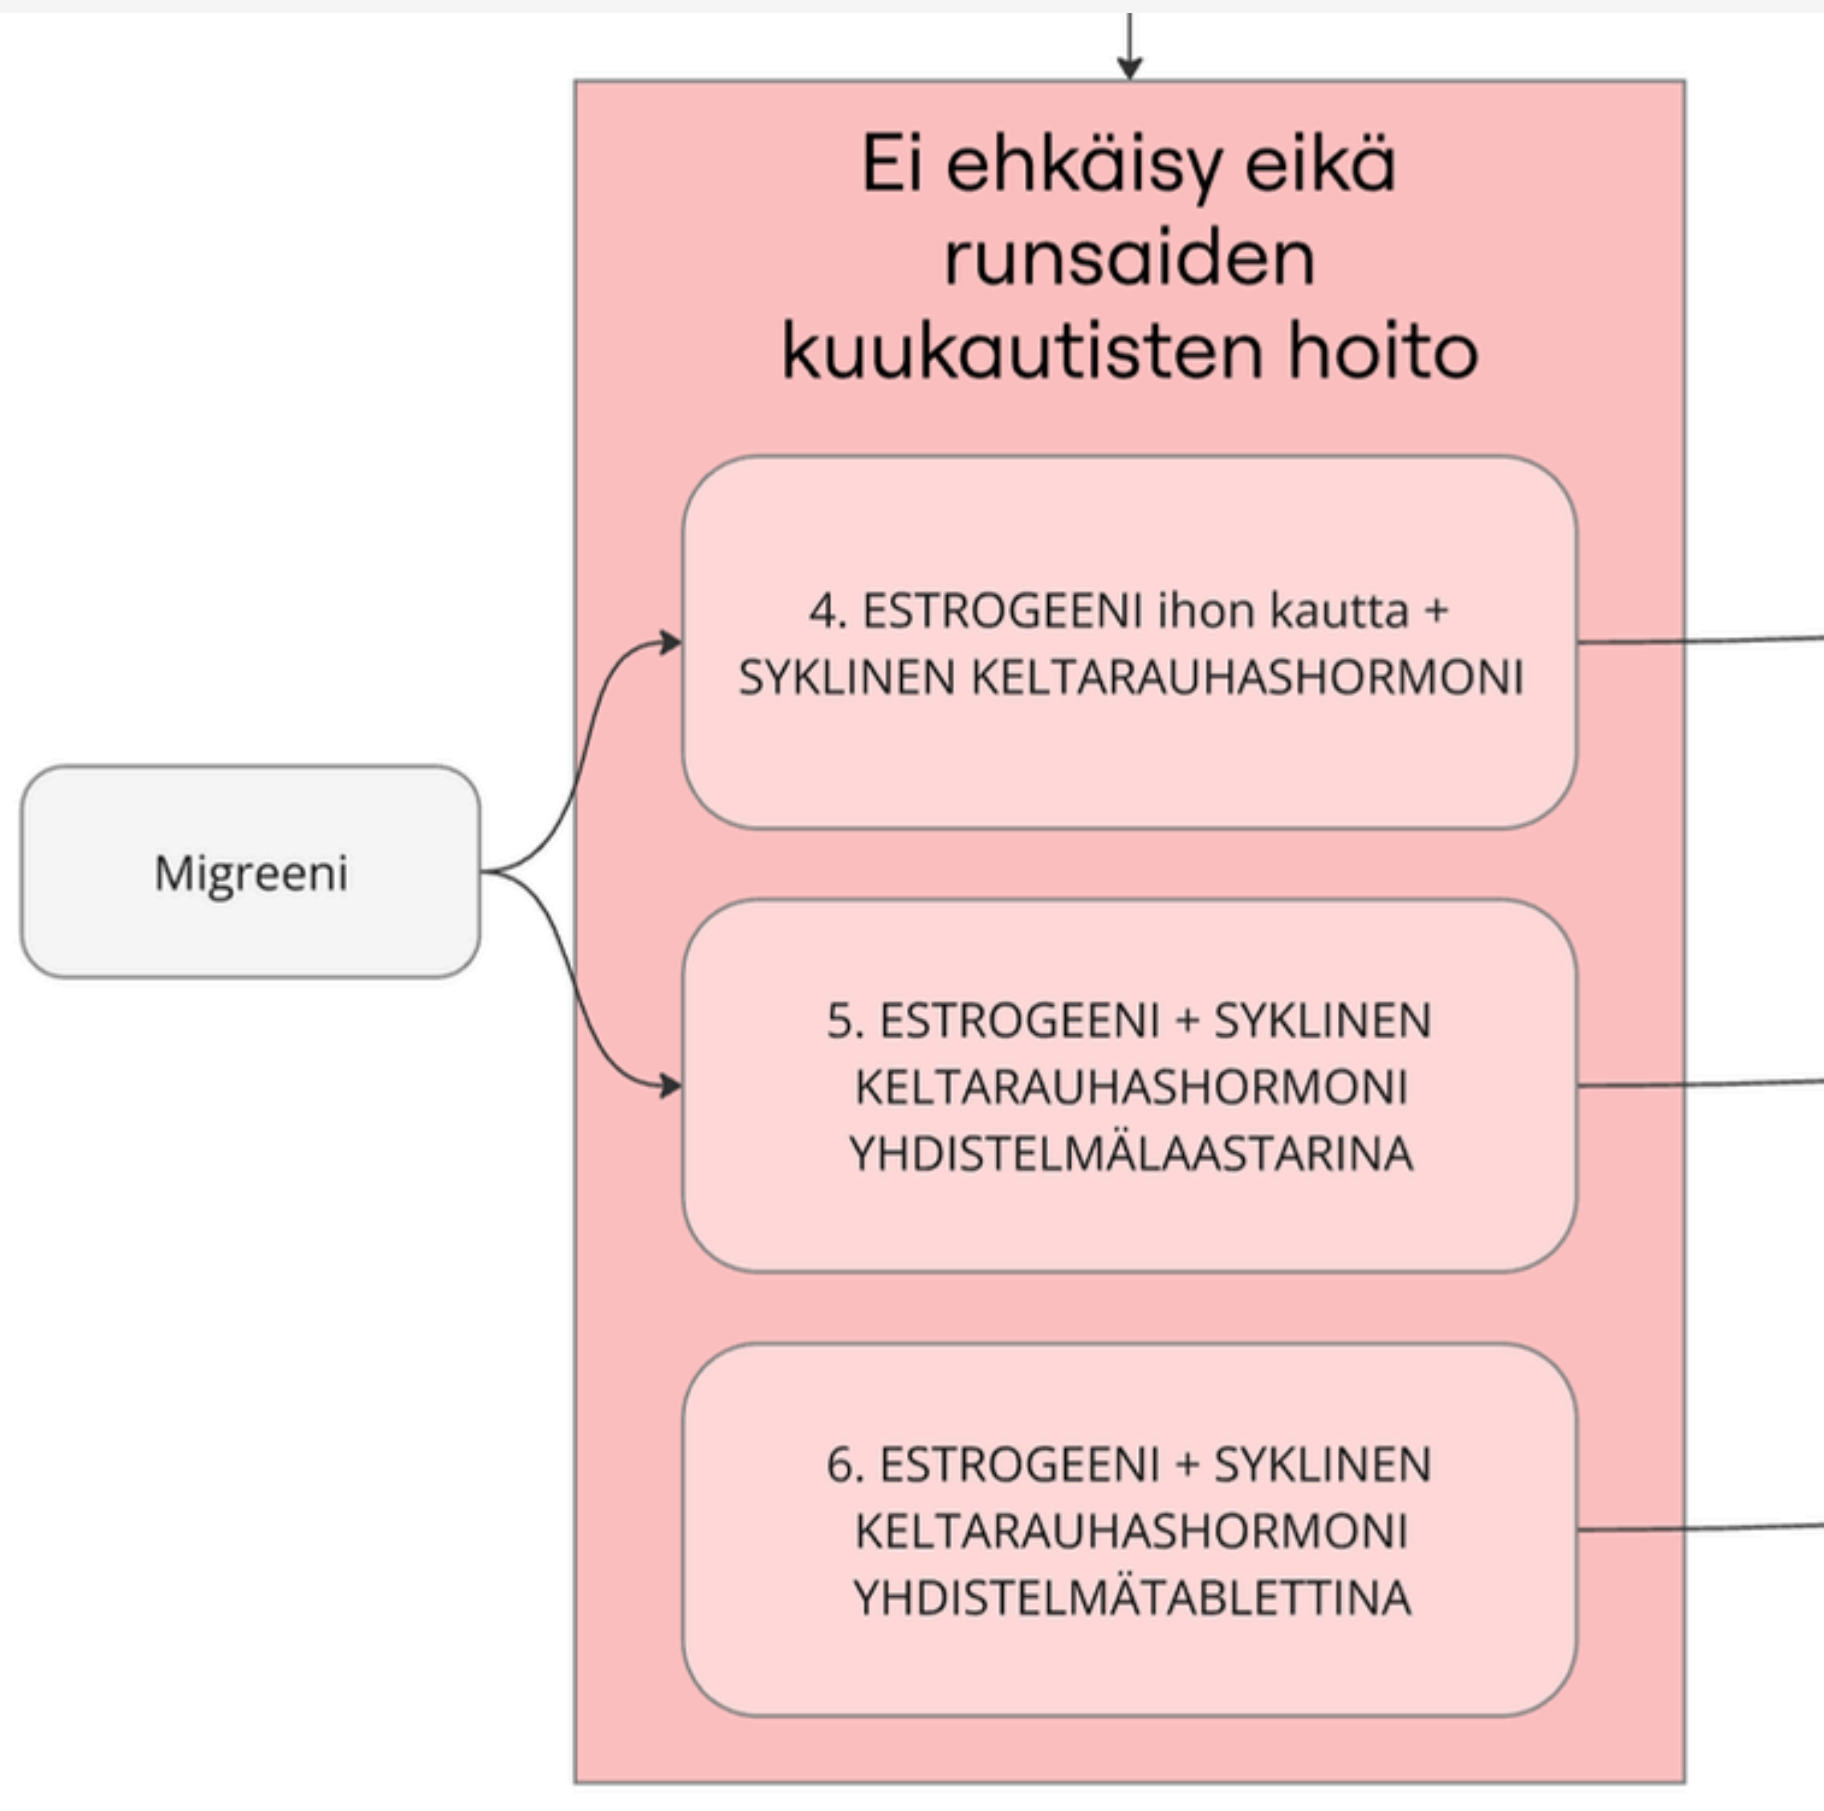 Ei ehkäisy eikä
runsaiden
kuukautisten hoito
4. ESTROGEENI ihon kautta +
SYKLINEN KELTARAUHASHORMONI
Migreeni
5. ESTROGEENI + SYKLINEN
KELTARAUHASHORMONI
YHDISTELMÄLAASTARINA
6. ESTROGEENI + SYKLINEN
KELTARAUHASHORMONI
YHDISTELMÄTABLETTINA